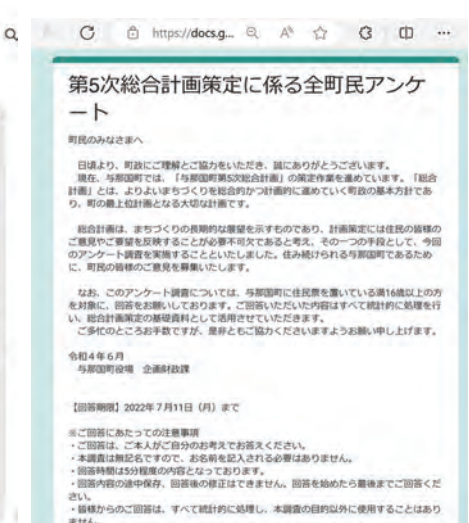 https://docs.g...
第5次総合計画策定に係る全町民アンケ
ート
町民のみなさまへ
日頃より、町政にご理解とご協力をいただき、誠にありがとうございます。
現在、与那国町では、「与那国町第5次総合計画」の策定作業を進めています。「総合
計画」とは、よりよいまちづくりを総合的かつ計画的に進めていく町政の基本方針であ
り、町の最上位計画となる大切な計画です。
総合計画は、まちづくりの長期的な展望を示すものであり、計画策定には住民の皆様の
ご意見やご要望を反映することが必要不可欠であると考え、その一つの手段として、今回
のアンケート調査を実施することといたしました。住み続けられる与那国町であるため
に、町民の皆様のご意見を募集いたします。
なお、このアンケート調査については、与那国町に住民票を置いている満16歳以上の方
を対象に、回答をお願いしております。ご回答いただいた内容はすべて統計的に処理を行
い、総合計画策定の基礎資料として活用させていただきます。
ご多忙のところお手数ですが、是非ともご協力くださいますようお願い申し上げます。
令和4年6月
与那国町役場 企画財政課
【回答期限】2022年7月11日(月)まで
※ご回答にあたっての注意事項
・ご回答は、ご本人がご自分のお考えでお答えください。
・本調査は無記名ですので、お名前を記入される必要はありません。
・回答時間は5分程度の内容となっております。
・回答内容の途中保存、回答後の修正はできません。回答を始めたら最後までご回答くだ
さい。
・皆様からのご回答は、すべて統計的に処理し、本調査の目的以外に使用することはあり
ません。